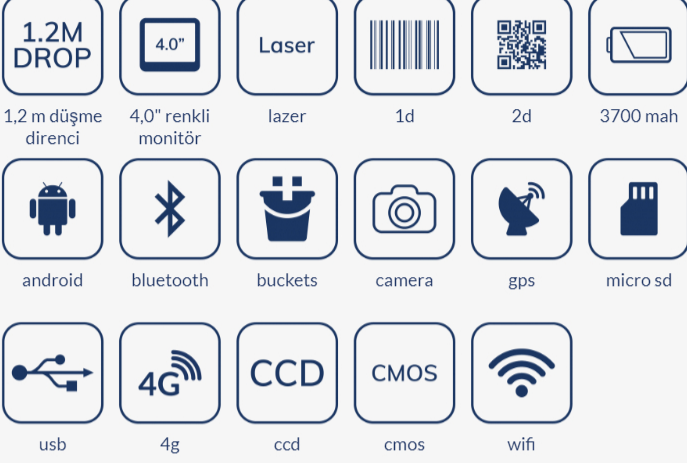 1.2M
DROP
4.0"
Laser
1,2 m düşme
direnci
4,0" renkli
monitör
lazer
1d
2d
3700 mah
android
bluetooth
buckets
camera
gps
micro sd
4G
CCD
CMOS
usb
4g
ccd
cmos
wifi